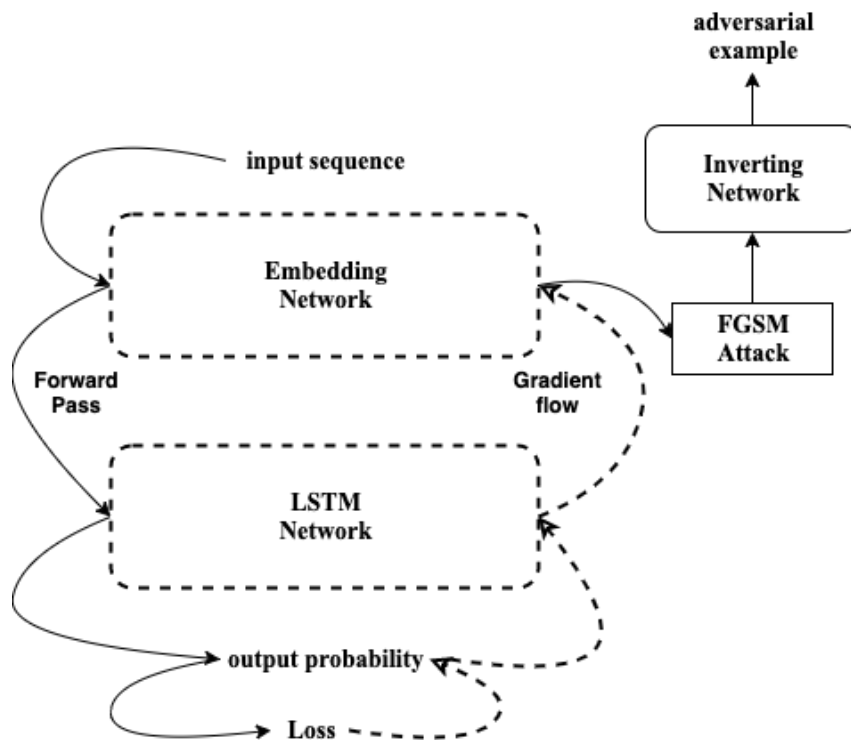 adversarial
example
input sequence
Inverting
Network
Embedding
Network
FGSM
Attack
Forward
Pass
Gradient
flow
LSTM
Network
output probability
Loss